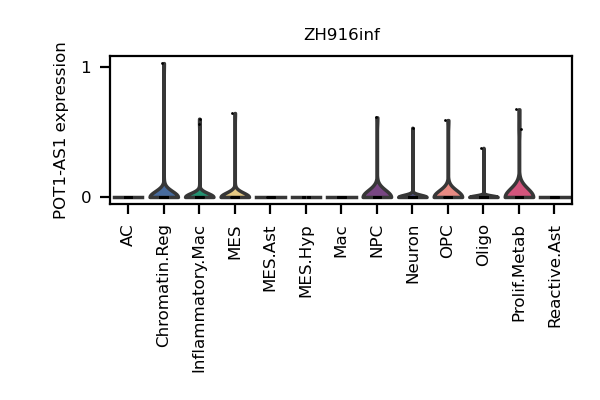 ZH916inf
POT1-AS1 expression
1
0
AC
Chromatin.Reg
Inflammatory.Mac
MES
MES.Ast
MES.Hyp
Mac
NPC
Neuron
OPC
Oligo
Prolif.Metab
Reactive.Ast